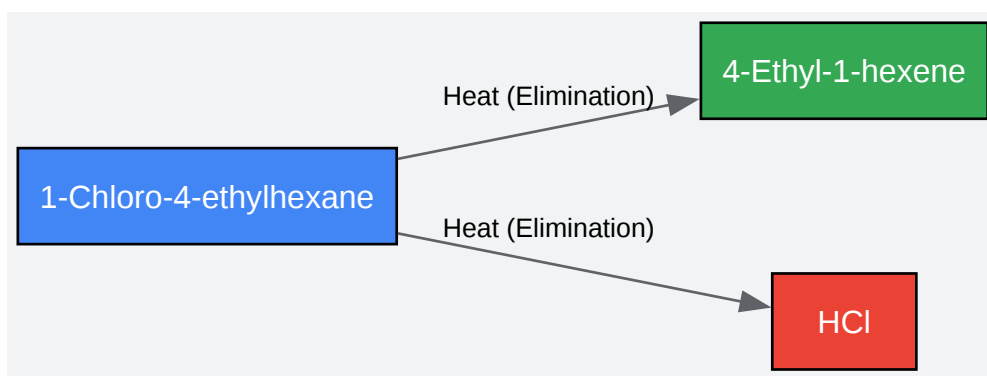 4-Ethyl-1-hexene
Heat (Elimination)
1-Chloro-4-ethylhexane
Heat (Elimination)
HCl